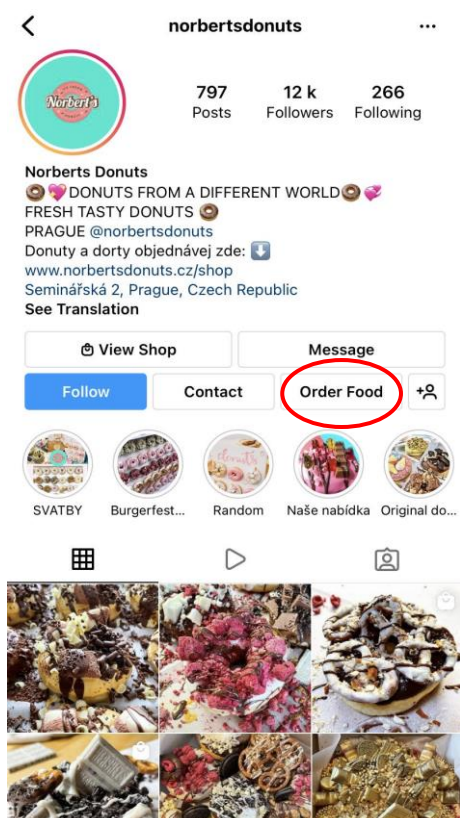 norbertsdonuts
Norbert's
797
Posts
12 k
Followers
266
Following
Norberts Donuts
🍩💖DONUTS FROM A DIFFERENT WORLD🍩💞
FRESH TASTY DONUTS 🍩
PRAGUE @norbertsdonuts
Donuty a dorty objednávej zde: ⬇️
www.norbertsdonuts.cz/shop
Seminářská 2, Prague, Czech Republic
See Translation
View Shop
Message
Follow
Contact
Order Food
SVATBY
Burgerfest...
Random
Naše nabídka
Original do...